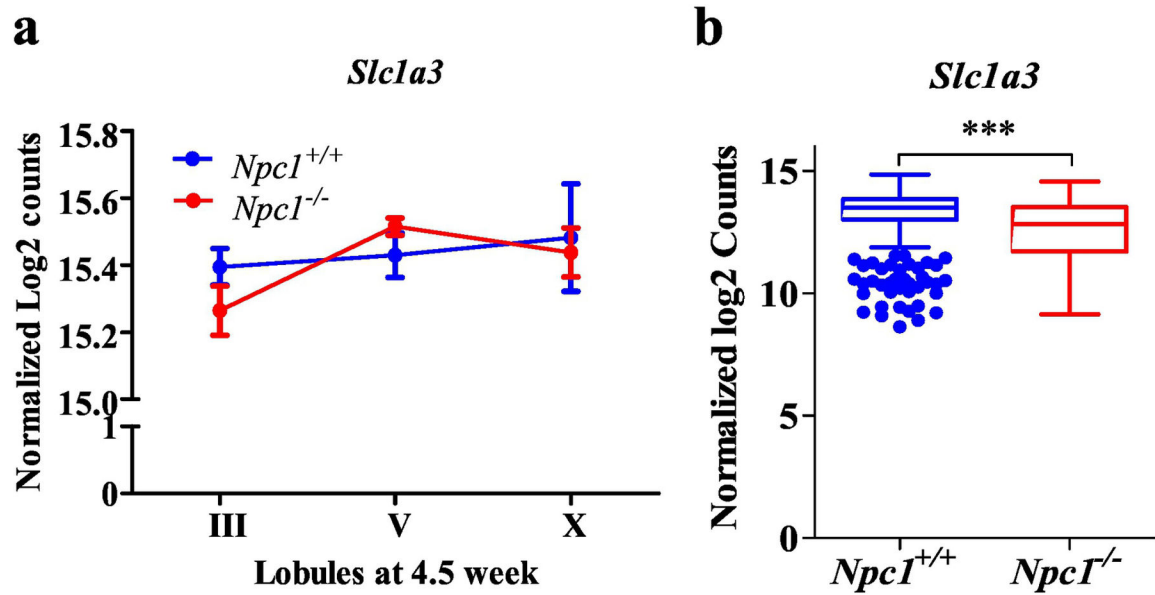 a
Slc1a3
Normalized Log2 counts
15.8
15.6
15.4
15.2
15.0
1
0
Npc1+/+
Npc1-/-
III V X
Lobules at 4.5 week
b
Slc1a3
***
Normalized log2 Counts
15
10
5
0
Npc1+/+ Npc1-/-